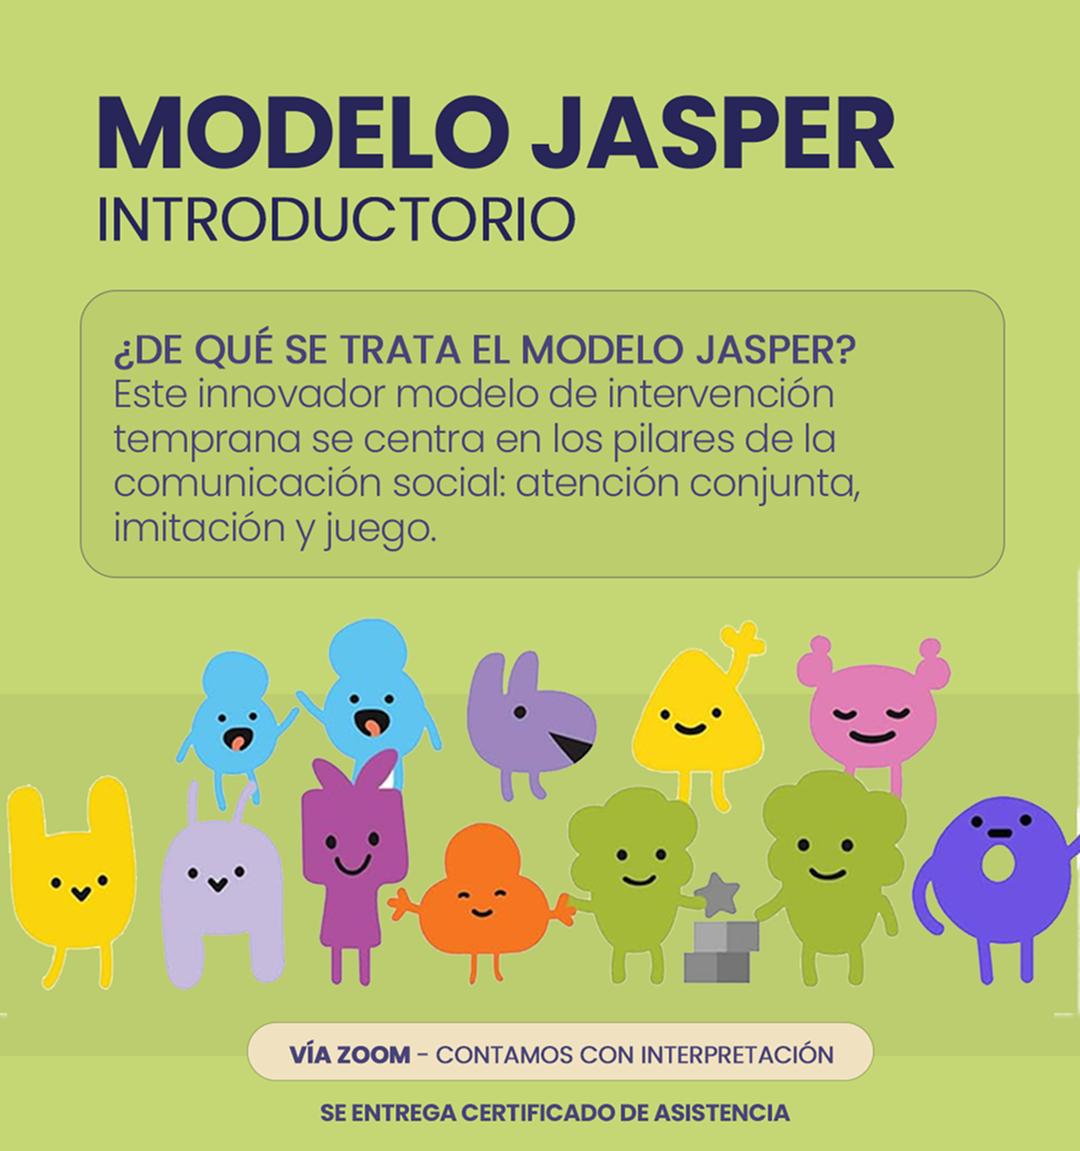 MODELO JASPER
INTRODUCTORIO
¿DE QUÉ SE TRATA EL MODELO JASPER?
Este innovador modelo de intervención
temprana se centra en los pilares de la
comunicación social: atención conjunta,
imitación y juego.
VÍA ZOOM - CONTAMOS CON INTERPRETACIÓN
SE ENTREGA CERTIFICADO DE ASISTENCIA